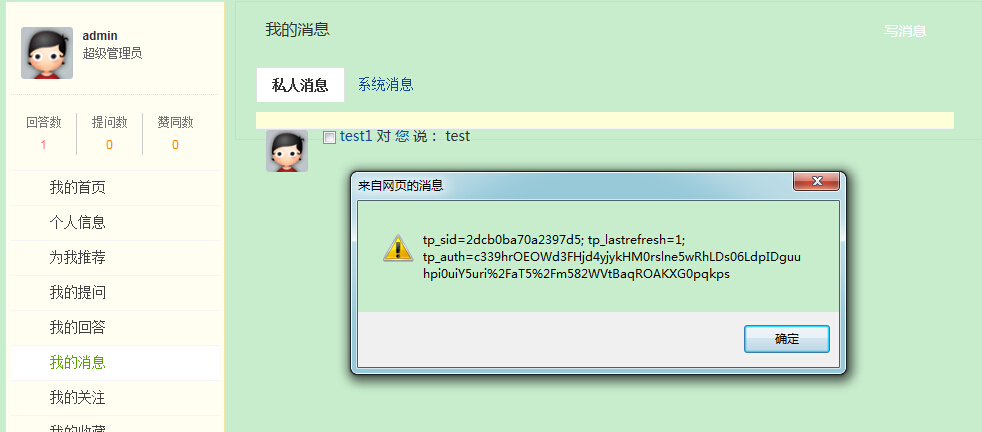 admin
超级管理员
回答数 提问数 赞同数
1 0 0
我的首页
个人信息
为我推荐
我的提问
我的回答
我的消息
我的关注
我的收藏
我的消息
写消息
私人消息 系统消息
test1 对 您 说： test
来自网页的消息
tp_sid=2dcb0ba70a2397d5; tp_lastrefresh=1;
tp_auth=c339hrOEOWd3FHjd4yjykHM0rslne5wRhLDs06LdpIDguu
hpi0uiY5uri%2FaT5%2Fm582WVtBaqROAKXG0pqkps
确定